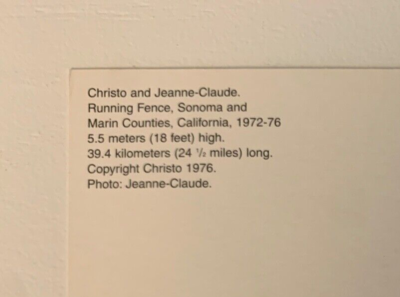 Christo and Jeanne-Claude.
Running Fence, Sonoma and
Marin Counties, California, 1972-76
5.5 meters (18 feet) high.
39.4 kilometers (24 ½ miles) long.
Copyright Christo 1976.
Photo: Jeanne-Claude.